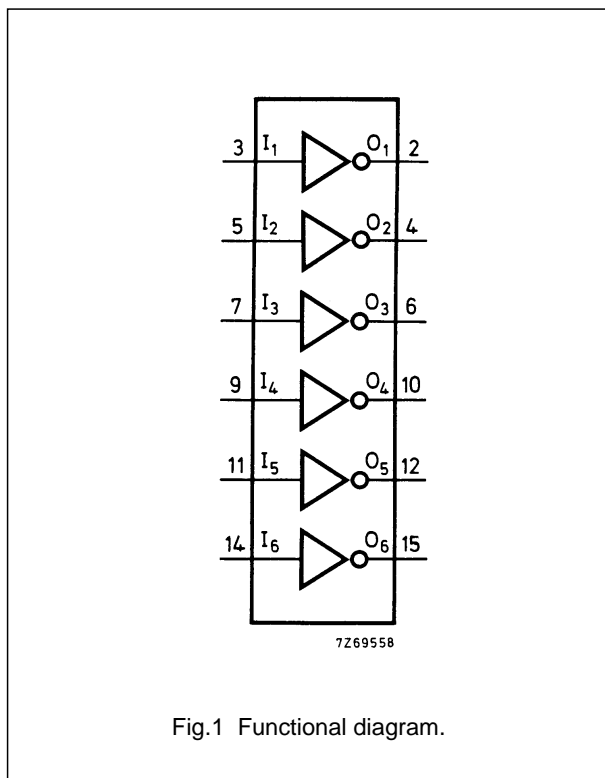 3 I₁ O₁ 2
5 I₂ O₂ 4
7 I₃ O₃ 6
9 I₄ O₄ 10
11 I₅ O₅ 12
14 I₆ O₆ 15
7Z69558
Fig.1 Functional diagram.